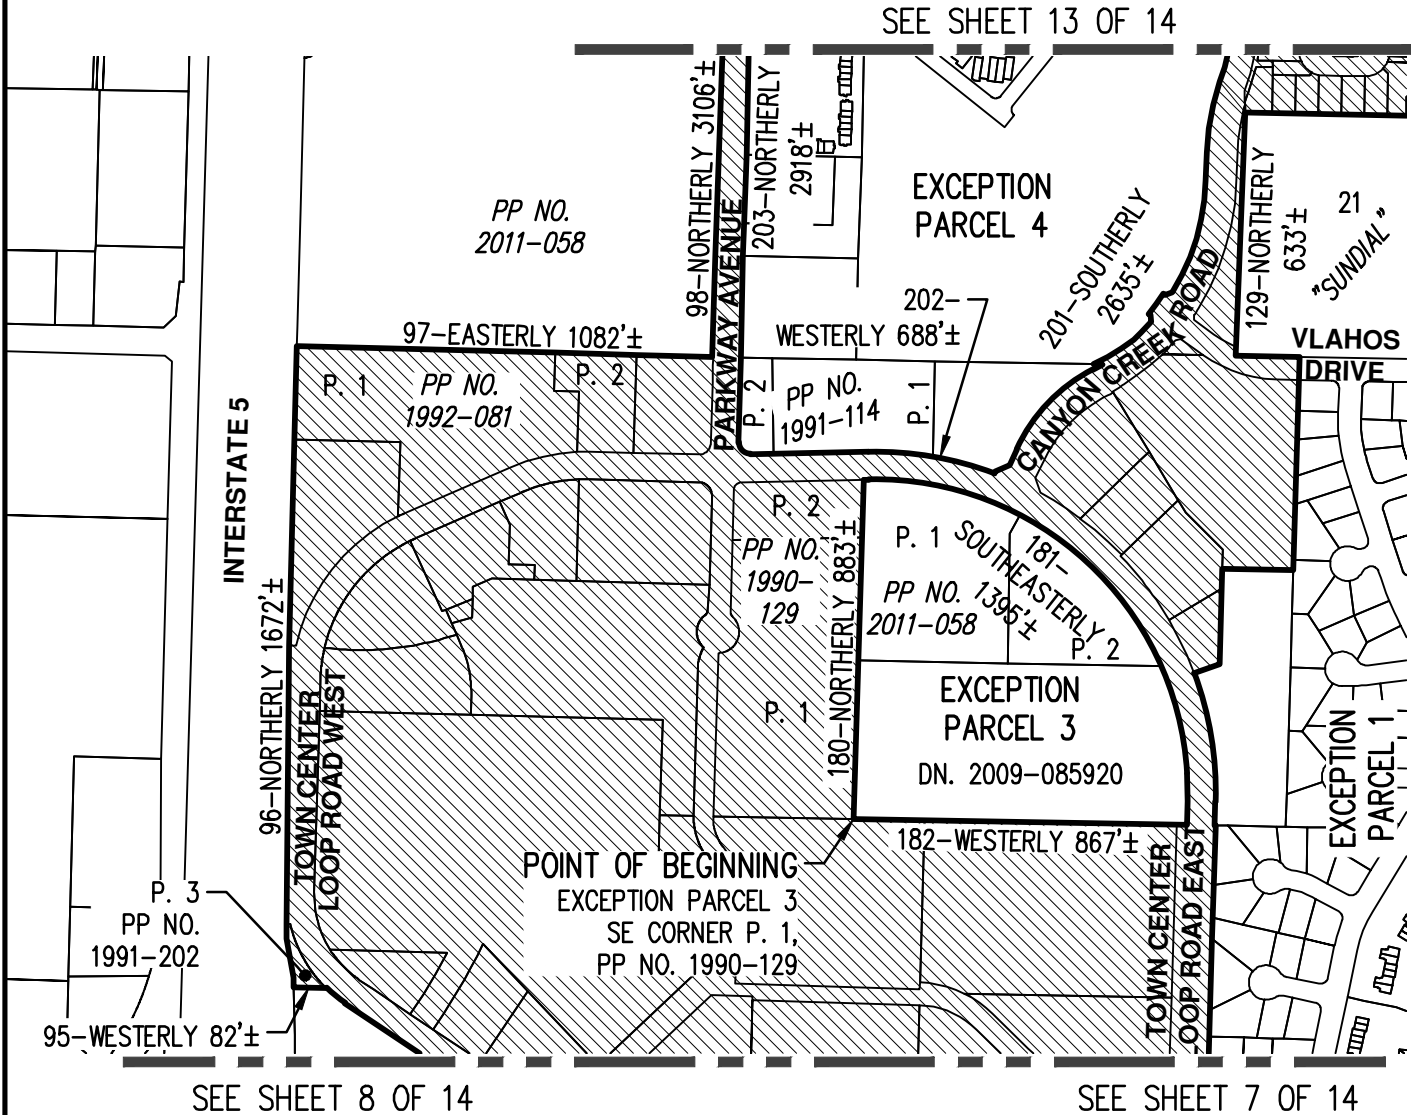 SEE SHEET 13 OF 14
98-NORTHERLY 3106'±
203-NORTHERLY
2918'±
PARKWAY AVENUE
EXCEPTION
PARCEL 4
PP NO.
2011-058
201-SOUTHERLY
2635'±
CANYON CREEK ROAD
129-NORTHERLY
633'±
21
"SUNDIAL"
VLAHOS
DRIVE
202-
WESTERLY 688'±
97-EASTERLY 1082'±
P. 1
PP NO.
1992-081
P. 2
P. 2
PP NO.
1991-114
P. 1
INTERSTATE 5
P. 2
PP NO.
1990-
129
P. 1
180-NORTHERLY 883'±
P. 1
PP NO.
2011-058
181-
SOUTHEASTERLY
1395'±
P. 2
EXCEPTION
PARCEL 3
DN. 2009-085920
96-NORTHERLY 1672'±
TOWN CENTER
LOOP ROAD WEST
EXCEPTION
PARCEL 1
182-WESTERLY 867'±
POINT OF BEGINNING
EXCEPTION PARCEL 3
SE CORNER P. 1,
PP NO. 1990-129
TOWN CENTER
LOOP ROAD EAST
P. 3
PP NO.
1991-202
95-WESTERLY 82'±
SEE SHEET 8 OF 14
SEE SHEET 7 OF 14